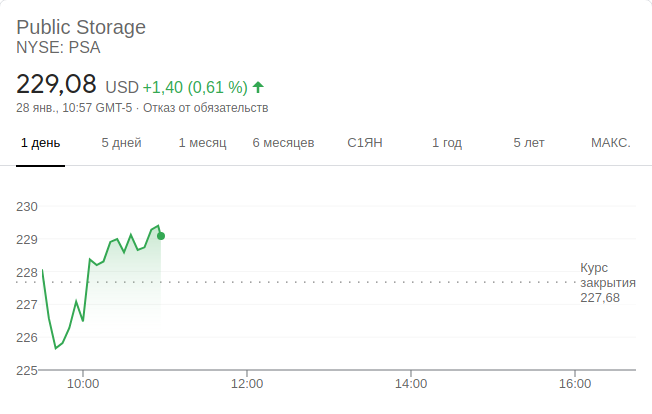 Public Storage
NYSE: PSA
229,08 USD +1,40 (0,61 %)
28 янв., 10:57 GMT-5 · Отказ от обязательств
1 день 5 дней 1 месяц 6 месяцев С1ЯН 1 год 5 лет МАКС.
230
229
228
227
226
225
Курс
закрытия
227,68
10:00 12:00 14:00 16:00